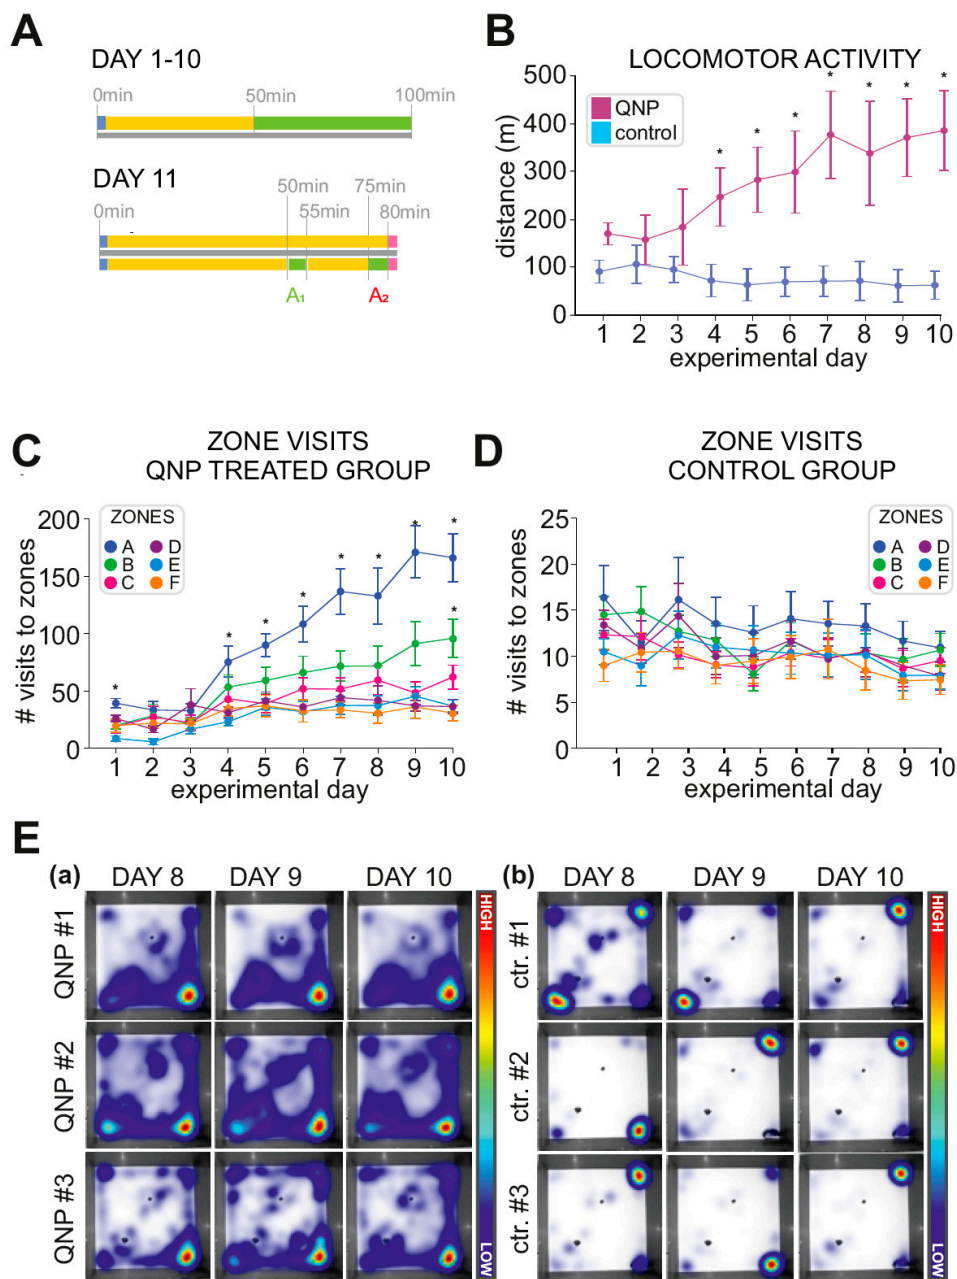 A
DAY 1-10
0min 50min 100min
DAY 11
50min 75min
0min 55min 80min
A1 A2
B
LOCOMOTOR ACTIVITY
500
400
300
200
100
0
distance (m)
QNP
control
* * * * * * *
1 2 3 4 5 6 7 8 9 10
experimental day
C
ZONE VISITS
QNP TREATED GROUP
200
150
100
50
0
# visits to zones
ZONES
A D
B E
C F
* * * * * * * * *
1 2 3 4 5 6 7 8 9 10
experimental day
D
ZONE VISITS
CONTROL GROUP
25
20
15
10
5
0
# visits to zones
ZONES
A D
B E
C F
1 2 3 4 5 6 7 8 9 10
experimental day
E
(a) DAY 8 DAY 9 DAY 10
QNP #1
QNP #2
QNP #3
HIGH
LOW
(b) DAY 8 DAY 9 DAY 10
ctr. #1
ctr. #2
ctr. #3
HIGH
LOW